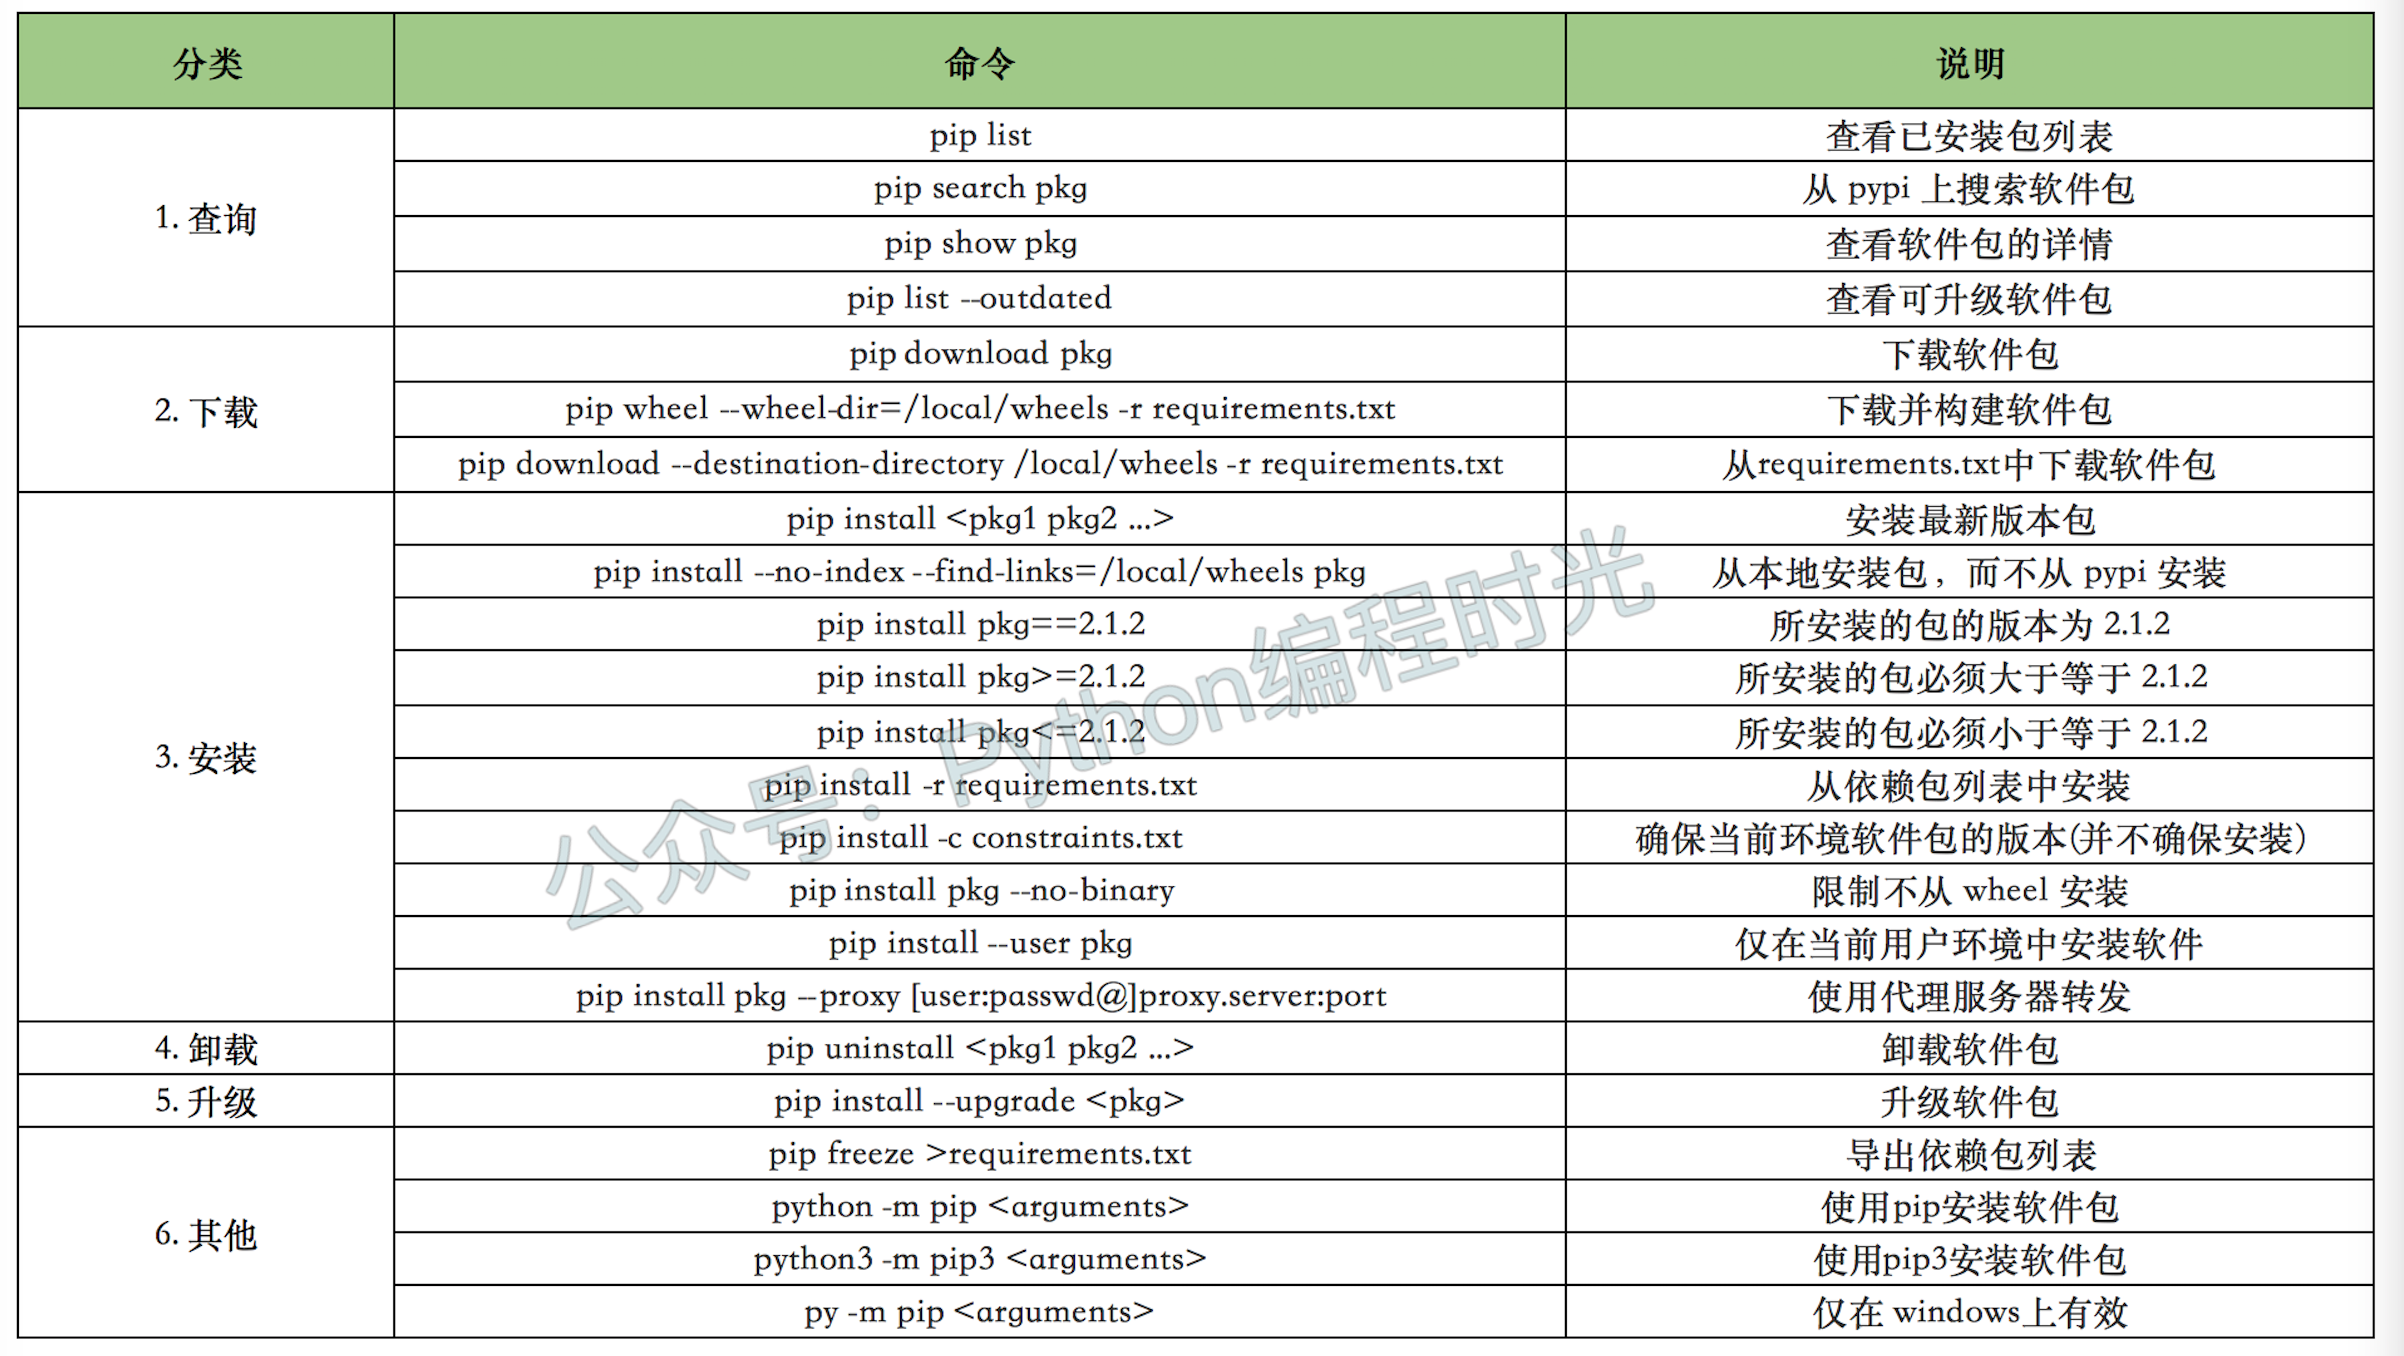 分类 命令 说明
1. 查询
pip list 查看已安装包列表
pip search pkg 从 pypi 上搜索软件包
pip show pkg 查看软件包的详情
pip list --outdated 查看可升级软件包
2. 下载
pip download pkg 下载软件包
pip wheel --wheel-dir=/local/wheels -r requirements.txt 下载并构建软件包
pip download --destination-directory /local/wheels -r requirements.txt 从requirements.txt中下载软件包
3. 安装
pip install <pkg1 pkg2 ...> 安装最新版本包
pip install --no-index --find-links=/local/wheels pkg 从本地安装包，而不从 pypi 安装
pip install pkg==2.1.2 所安装的包的版本为 2.1.2
pip install pkg>=2.1.2 所安装的包必须大于等于 2.1.2
pip install pkg<=2.1.2 所安装的包必须小于等于 2.1.2
pip install -r requirements.txt 从依赖包列表中安装
pip install -c constraints.txt 确保当前环境软件包的版本(并不确保安装)
pip install pkg --no-binary 限制不从 wheel 安装
pip install --user pkg 仅在当前用户环境中安装软件
pip install pkg --proxy [user:passwd@]proxy.server:port 使用代理服务器转发
4. 卸载 pip uninstall <pkg1 pkg2 ...> 卸载软件包
5. 升级 pip install --upgrade <pkg> 升级软件包
6. 其他
pip freeze >requirements.txt 导出依赖包列表
python -m pip <arguments> 使用pip安装软件包
python3 -m pip3 <arguments> 使用pip3安装软件包
py -m pip <arguments> 仅在 windows上有效
公众号：Python编程时光